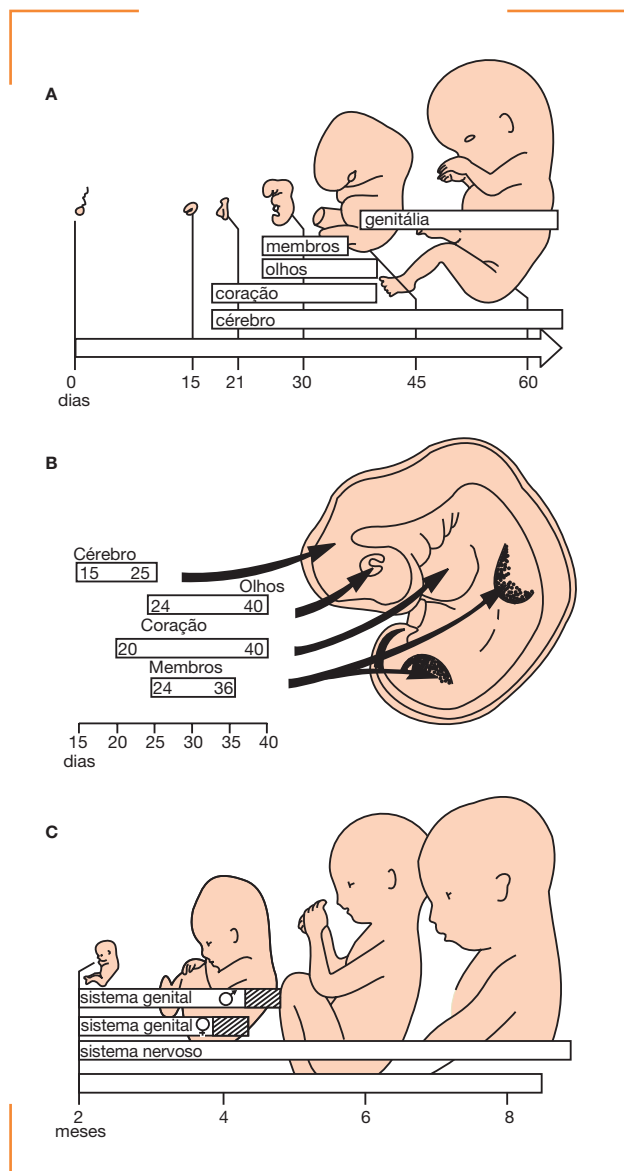 A
genitália
membros
olhos
coração
cérebro
0 15 21 30 45 60
dias
B
Cérebro
15 25
Olhos
24 40
Coração
20 40
Membros
24 36
15 20 25 30 35 40
dias
C
sistema genital ♂
sistema genital ♀
sistema nervoso
2 4 6 8
meses